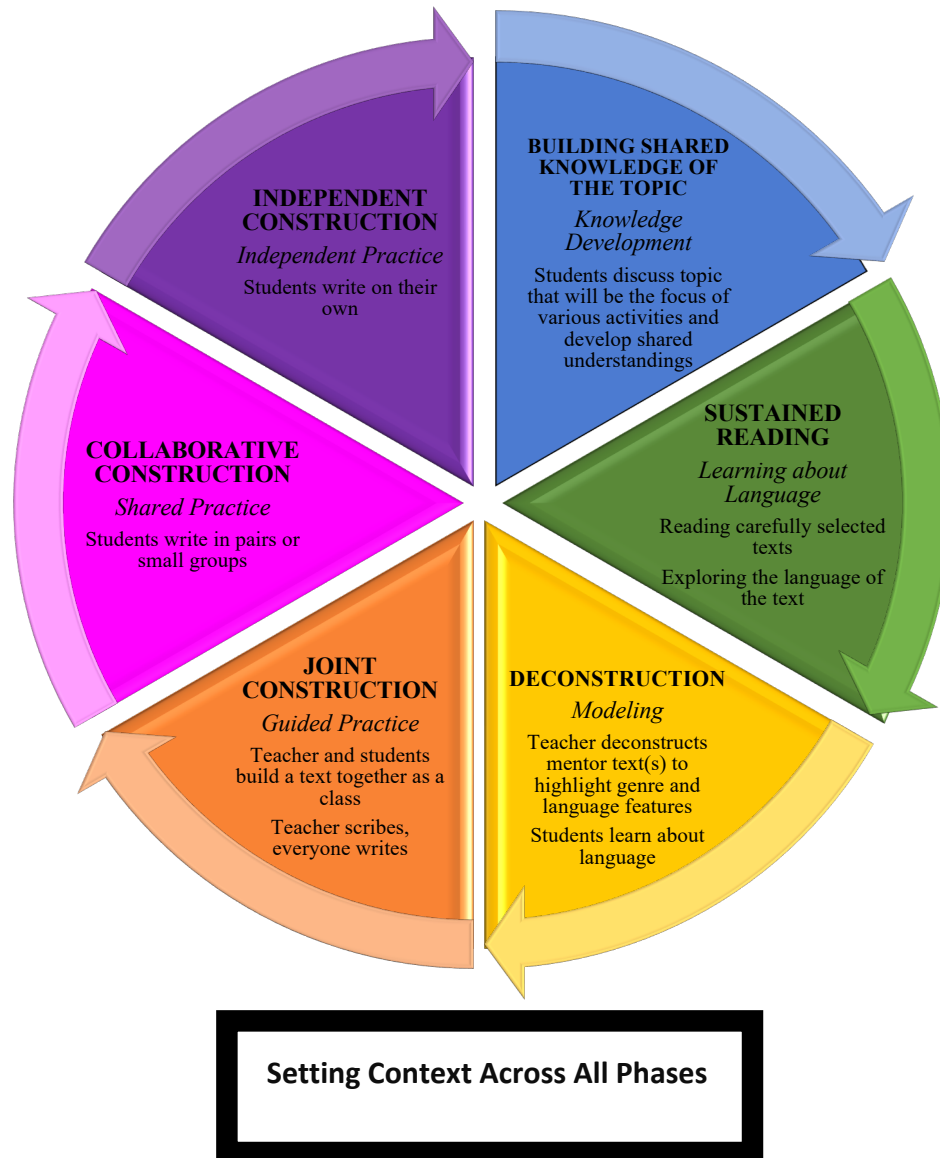 BUILDING SHARED
KNOWLEDGE OF
THE TOPIC
Knowledge
Development
Students discuss topic
that will be the focus of
various activities and
develop shared
understandings
SUSTAINED
READING
Learning about
Language
Reading carefully selected
texts
Exploring the language of
the text
DECONSTRUCTION
Modeling
Teacher deconstructs
mentor text(s) to
highlight genre and
language features
Students learn about
language
JOINT
CONSTRUCTION
Guided Practice
Teacher and students
build a text together as a
class
Teacher scribes,
everyone writes
COLLABORATIVE
CONSTRUCTION
Shared Practice
Students write in pairs or
small groups
INDEPENDENT
CONSTRUCTION
Independent Practice
Students write on their
own
Setting Context Across All Phases